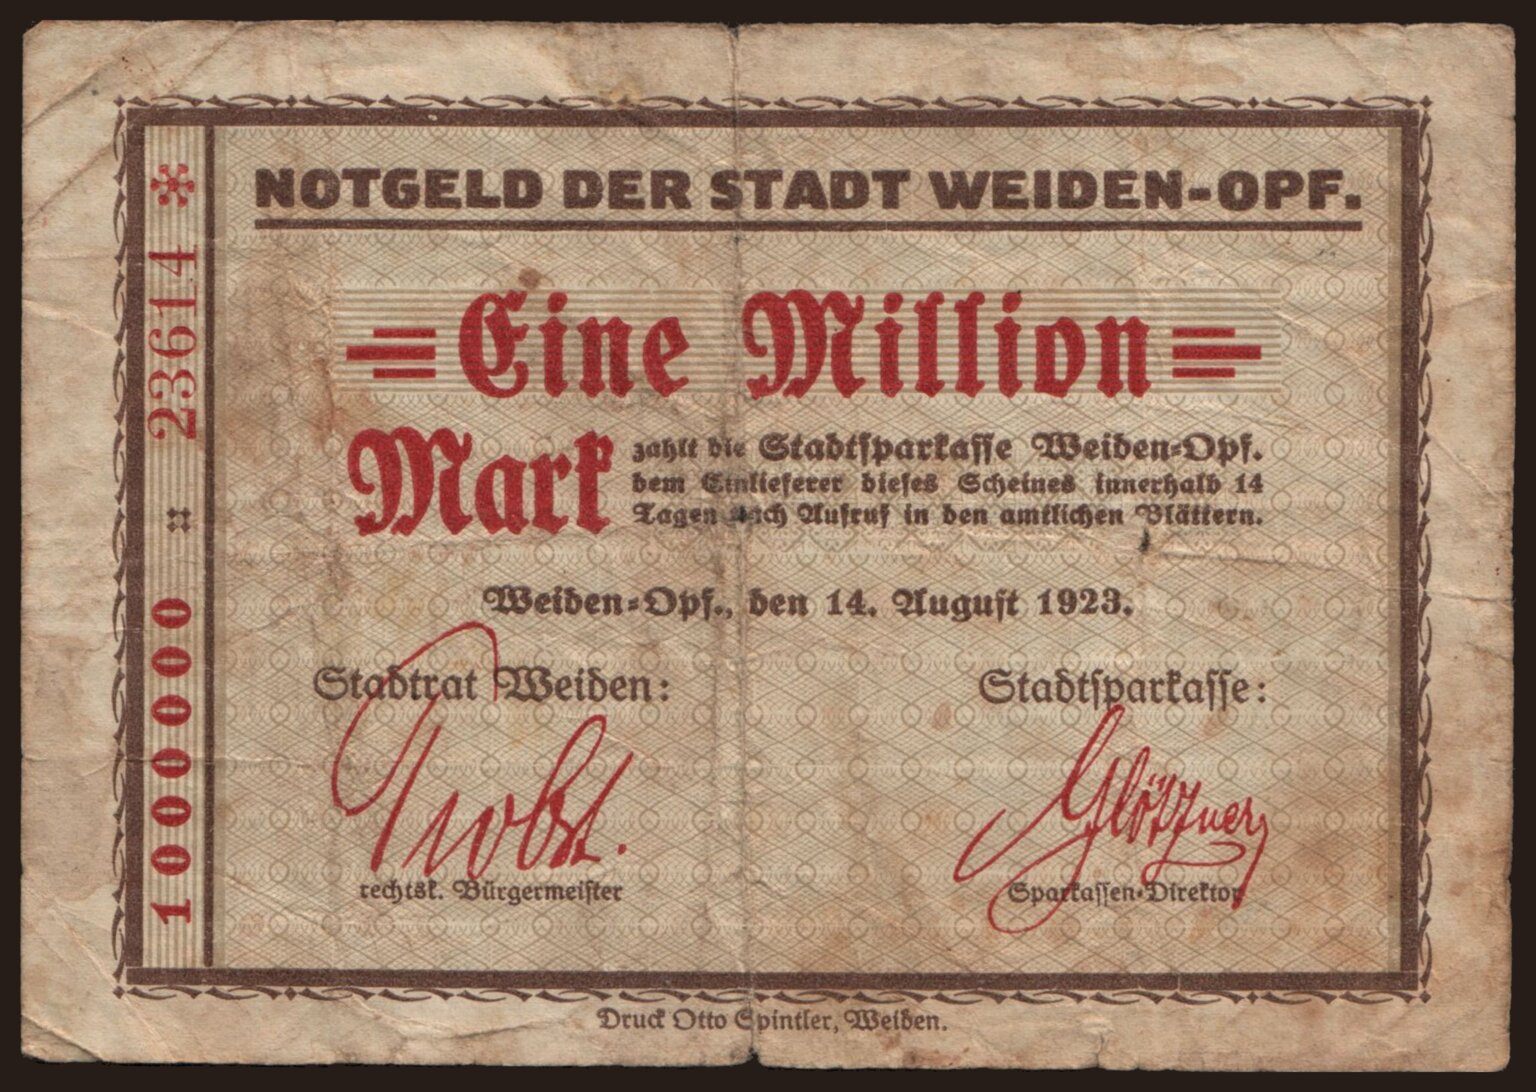 NOTGELD DER STADT WEIDEN-OPF.
Eine Million
Mark
zahlt die Stadtsparkasse Weiden-Opf.
dem Einlieferer dieses Scheines innerhalb 14
Tagen nach Aufruf in den amtlichen Blättern.
Weiden-Opf., den 14. August 1923.
Stadtrat Weiden:
Stadtsparkasse:
Probst.
Glötzner
rechtsk. Bürgermeister
Sparkassen-Direktor
1000000 :: 23614 *
Druck Otto Spintler, Weiden.